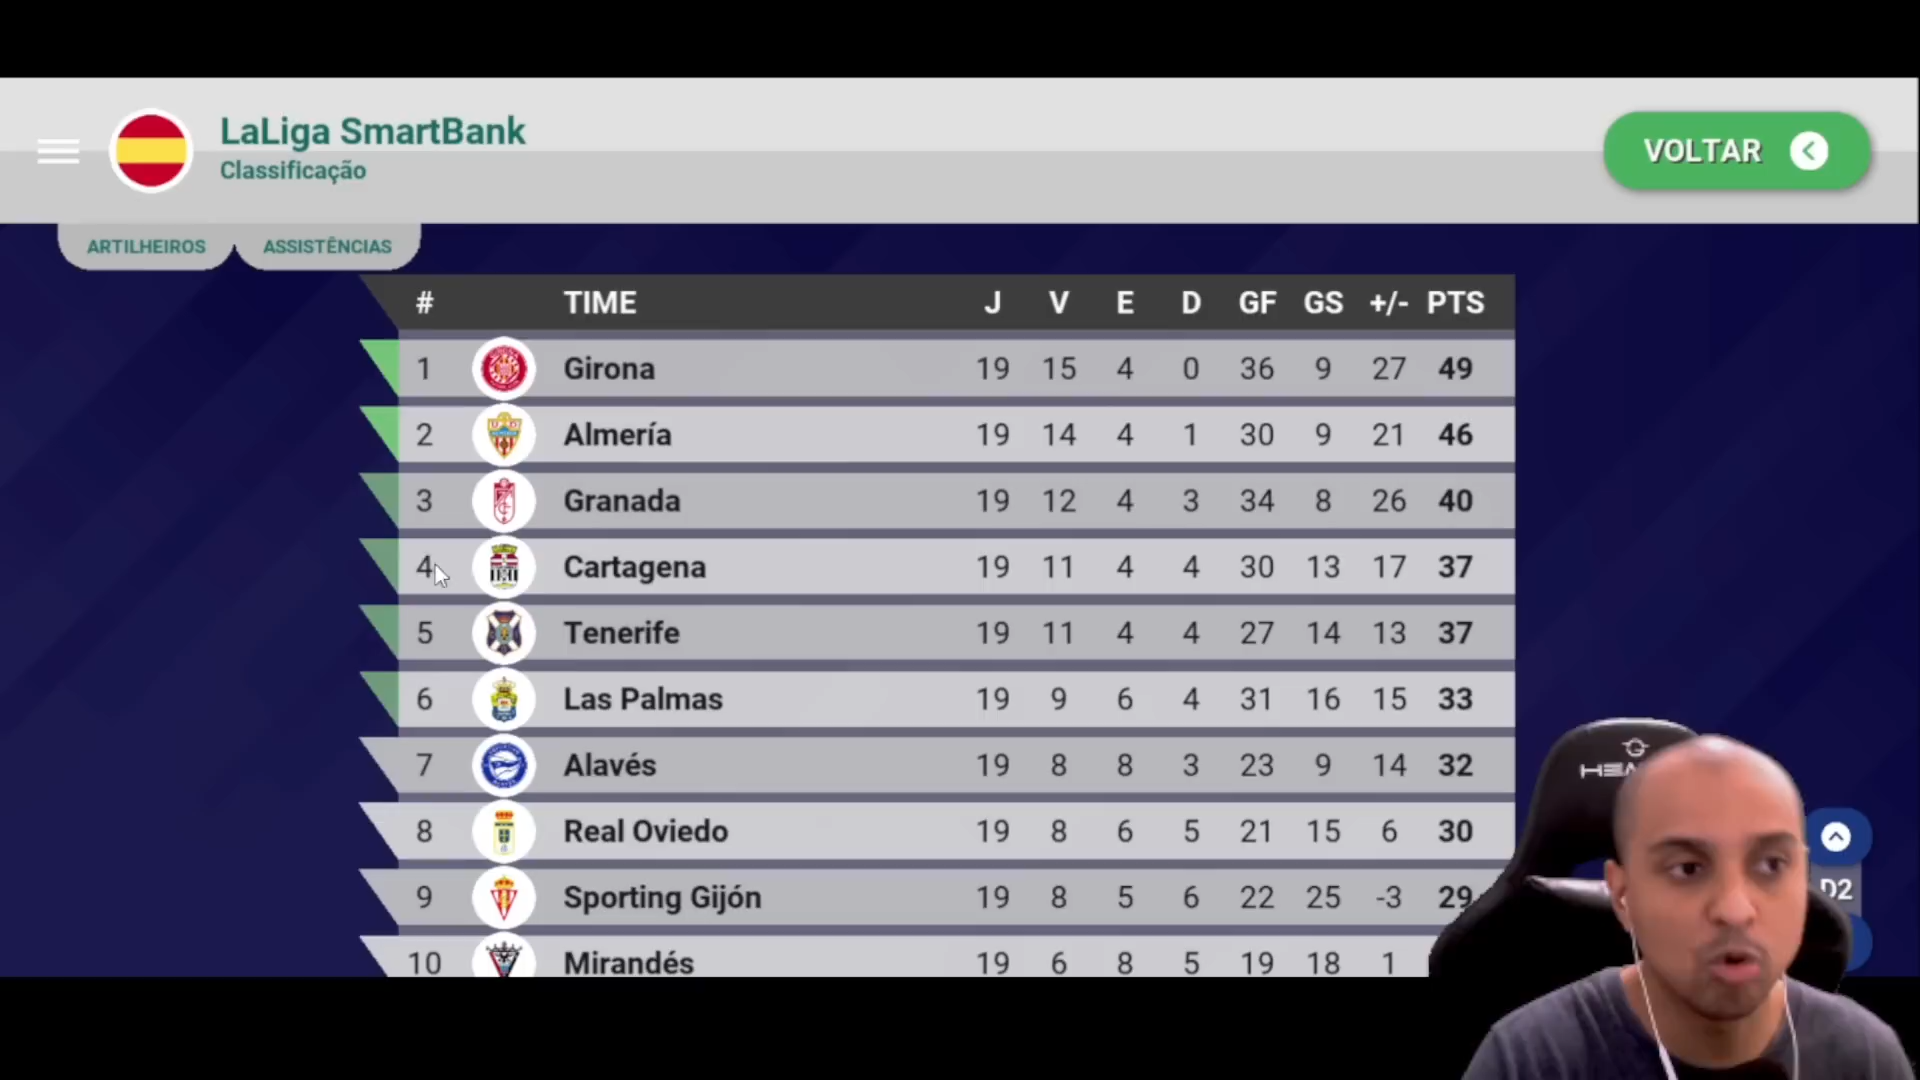 LaLiga SmartBank
Classificação
VOLTAR
ARTILHEIROS ASSISTÊNCIAS
# TIME J V E D GF GS +/- PTS
1 Girona 19 15 4 0 36 9 27 49
2 Almería 19 14 4 1 30 9 21 46
3 Granada 19 12 4 3 34 8 26 40
4 Cartagena 19 11 4 4 30 13 17 37
5 Tenerife 19 11 4 4 27 14 13 37
6 Las Palmas 19 9 6 4 31 16 15 33
7 Alavés 19 8 8 3 23 9 14 32
8 Real Oviedo 19 8 6 5 21 15 6 30
9 Sporting Gijón 19 8 5 6 22 25 -3 29
10 Mirandés 19 6 8 5 19 18 1
D2